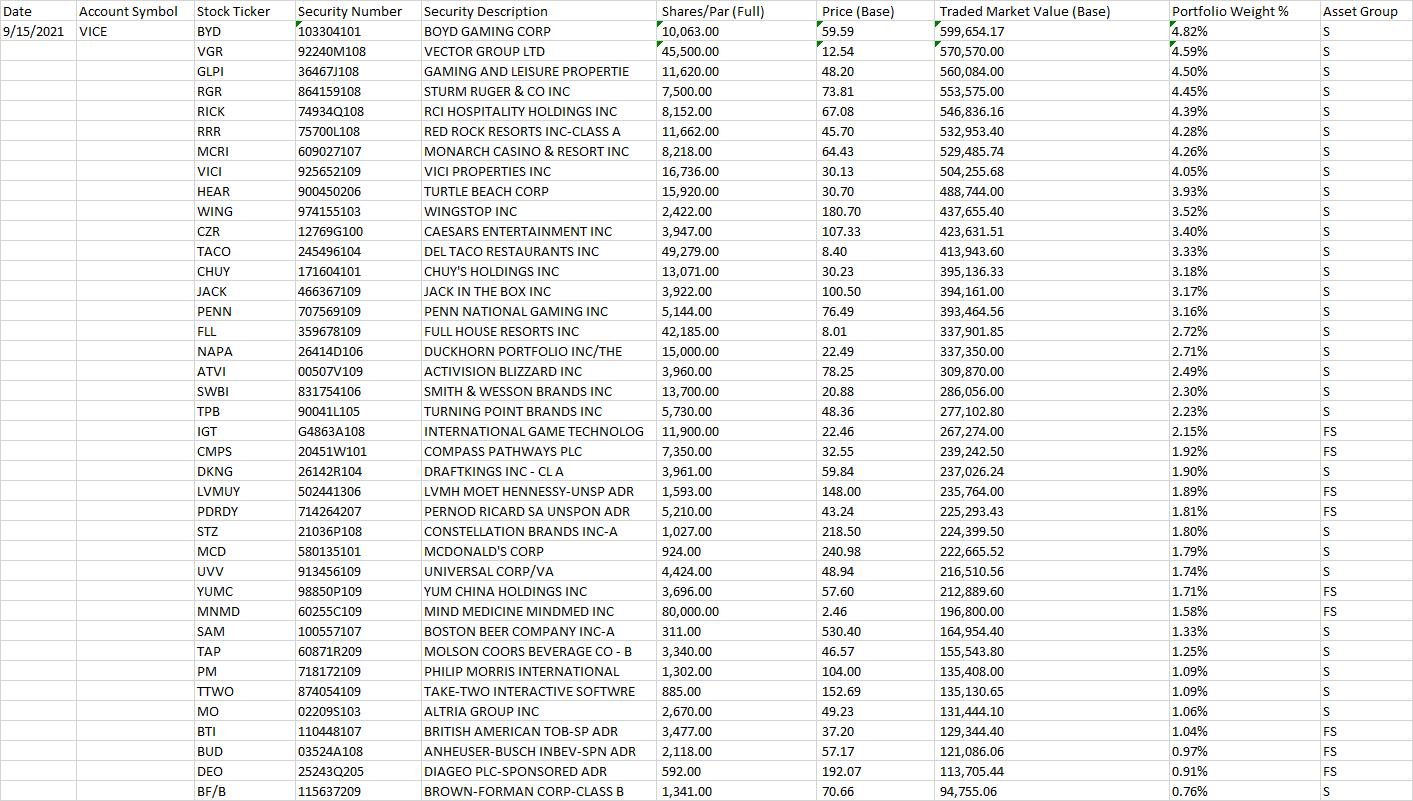 Date Account Symbol Stock Ticker Security Number Security Description Shares/Par (Full) Price (Base) Traded Market Value (Base) Portfolio Weight % Asset Group
9/15/2021 VICE BYD 103304101 BOYD GAMING CORP 10,063.00 59.59 599,654.17 4.82% S
VGR 92240M108 VECTOR GROUP LTD 45,500.00 12.54 570,570.00 4.59% S
GLPI 36467J108 GAMING AND LEISURE PROPERTIE 11,620.00 48.20 560,084.00 4.50% S
RGR 864159108 STURM RUGER & CO INC 7,500.00 73.81 553,575.00 4.45% S
RICK 74934Q108 RCI HOSPITALITY HOLDINGS INC 8,152.00 67.08 546,836.16 4.39% S
RRR 75700L108 RED ROCK RESORTS INC-CLASS A 11,662.00 45.70 532,953.40 4.28% S
MCRI 609027107 MONARCH CASINO & RESORT INC 8,218.00 64.43 529,485.74 4.26% S
VICI 925652109 VICI PROPERTIES INC 16,736.00 30.13 504,255.68 4.05% S
HEAR 900450206 TURTLE BEACH CORP 15,920.00 30.70 488,744.00 3.93% S
WING 974155103 WINGSTOP INC 2,422.00 180.70 437,655.40 3.52% S
CZR 12769G100 CAESARS ENTERTAINMENT INC 3,947.00 107.33 423,631.51 3.40% S
TACO 245496104 DEL TACO RESTAURANTS INC 49,279.00 8.40 413,943.60 3.33% S
CHUY 171604101 CHUY'S HOLDINGS INC 13,071.00 30.23 395,136.33 3.18% S
JACK 466367109 JACK IN THE BOX INC 3,922.00 100.50 394,161.00 3.17% S
PENN 707569109 PENN NATIONAL GAMING INC 5,144.00 76.49 393,464.56 3.16% S
FLL 359678109 FULL HOUSE RESORTS INC 42,185.00 8.01 337,901.85 2.72% S
NAPA 26414D106 DUCKHORN PORTFOLIO INC/THE 15,000.00 22.49 337,350.00 2.71% S
ATVI 00507V109 ACTIVISION BLIZZARD INC 3,960.00 78.25 309,870.00 2.49% S
SWBI 831754106 SMITH & WESSON BRANDS INC 13,700.00 20.88 286,056.00 2.30% S
TPB 90041L105 TURNING POINT BRANDS INC 5,730.00 48.36 277,102.80 2.23% S
IGT G4863A108 INTERNATIONAL GAME TECHNOLOG 11,900.00 22.46 267,274.00 2.15% FS
CMPS 20451W101 COMPASS PATHWAYS PLC 7,350.00 32.55 239,242.50 1.92% FS
DKNG 26142R104 DRAFTKINGS INC - CL A 3,961.00 59.84 237,026.24 1.90% S
LVMUY 502441306 LVMH MOET HENNESSY-UNSP ADR 1,593.00 148.00 235,764.00 1.89% FS
PDRDY 714264207 PERNOD RICARD SA UNSPON ADR 5,210.00 43.24 225,293.43 1.81% FS
STZ 21036P108 CONSTELLATION BRANDS INC-A 1,027.00 218.50 224,399.50 1.80% S
MCD 580135101 MCDONALD'S CORP 924.00 240.98 222,665.52 1.79% S
UVV 913456109 UNIVERSAL CORP/VA 4,424.00 48.94 216,510.56 1.74% S
YUMC 98850P109 YUM CHINA HOLDINGS INC 3,696.00 57.60 212,889.60 1.71% FS
MNMD 60255C109 MIND MEDICINE MINDMED INC 80,000.00 2.46 196,800.00 1.58% FS
SAM 100557107 BOSTON BEER COMPANY INC-A 311.00 530.40 164,954.40 1.33% S
TAP 60871R209 MOLSON COORS BEVERAGE CO - B 3,340.00 46.57 155,543.80 1.25% S
PM 718172109 PHILIP MORRIS INTERNATIONAL 1,302.00 104.00 135,408.00 1.09% S
TTWO 874054109 TAKE-TWO INTERACTIVE SOFTWRE 885.00 152.69 135,130.65 1.09% S
MO 02209S103 ALTRIA GROUP INC 2,670.00 49.23 131,444.10 1.06% S
BTI 110448107 BRITISH AMERICAN TOB-SP ADR 3,477.00 37.20 129,344.40 1.04% FS
BUD 03524A108 ANHEUSER-BUSCH INBEV-SPN ADR 2,118.00 57.17 121,086.06 0.97% FS
DEO 25243Q205 DIAGEO PLC-SPONSORED ADR 592.00 192.07 113,705.44 0.91% FS
BF/B 115637209 BROWN-FORMAN CORP-CLASS B 1,341.00 70.66 94,755.06 0.76% S